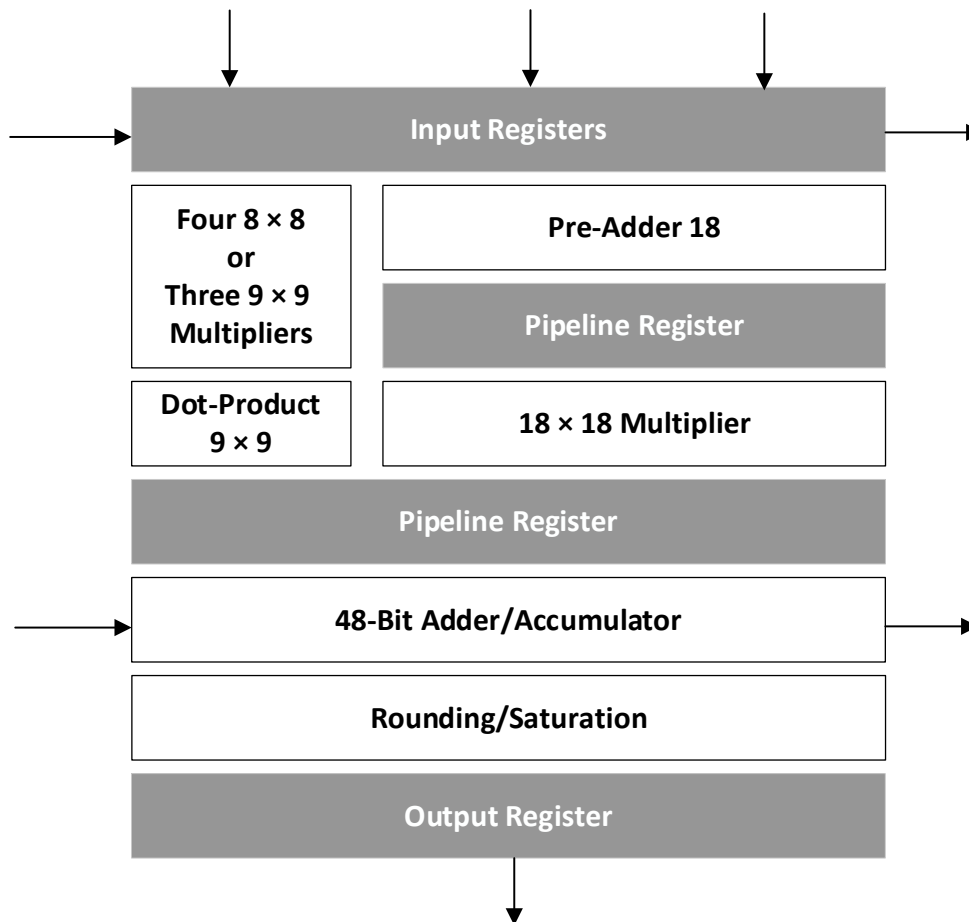 Input Registers
Four 8 × 8
or
Three 9 × 9
Multipliers
Pre-Adder 18
Pipeline Register
Dot-Product
9 × 9
18 × 18 Multiplier
Pipeline Register
48-Bit Adder/Accumulator
Rounding/Saturation
Output Register